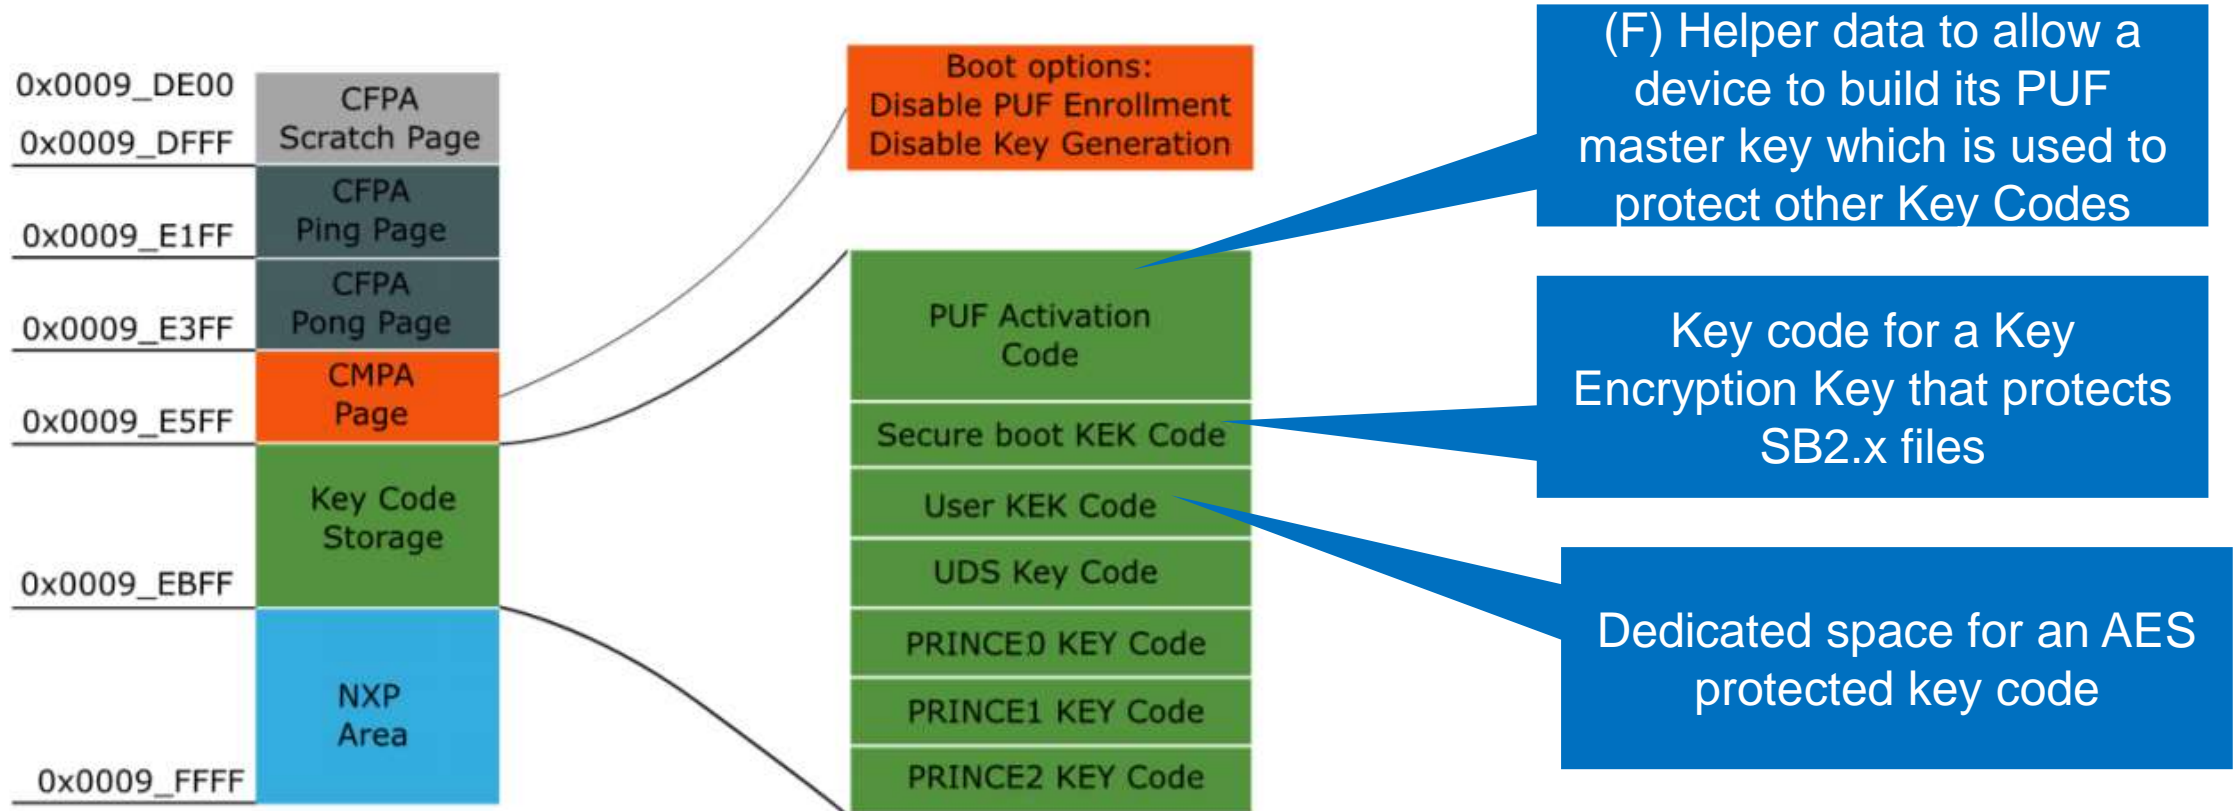 0x0009_DE00
0x0009_DFFF
0x0009_E1FF
0x0009_E3FF
0x0009_E5FF
0x0009_EBFF
0x0009_FFFF
CFPA
Scratch Page
CFPA
Ping Page
CFPA
Pong Page
CMPA
Page
Key Code
Storage
NXP
Area
Boot options:
Disable PUF Enrollment
Disable Key Generation
PUF Activation
Code
Secure boot KEK Code
User KEK Code
UDS Key Code
PRINCE0 KEY Code
PRINCE1 KEY Code
PRINCE2 KEY Code
(F) Helper data to allow a
device to build its PUF
master key which is used to
protect other Key Codes
Key code for a Key
Encryption Key that protects
SB2.x files
Dedicated space for an AES
protected key code